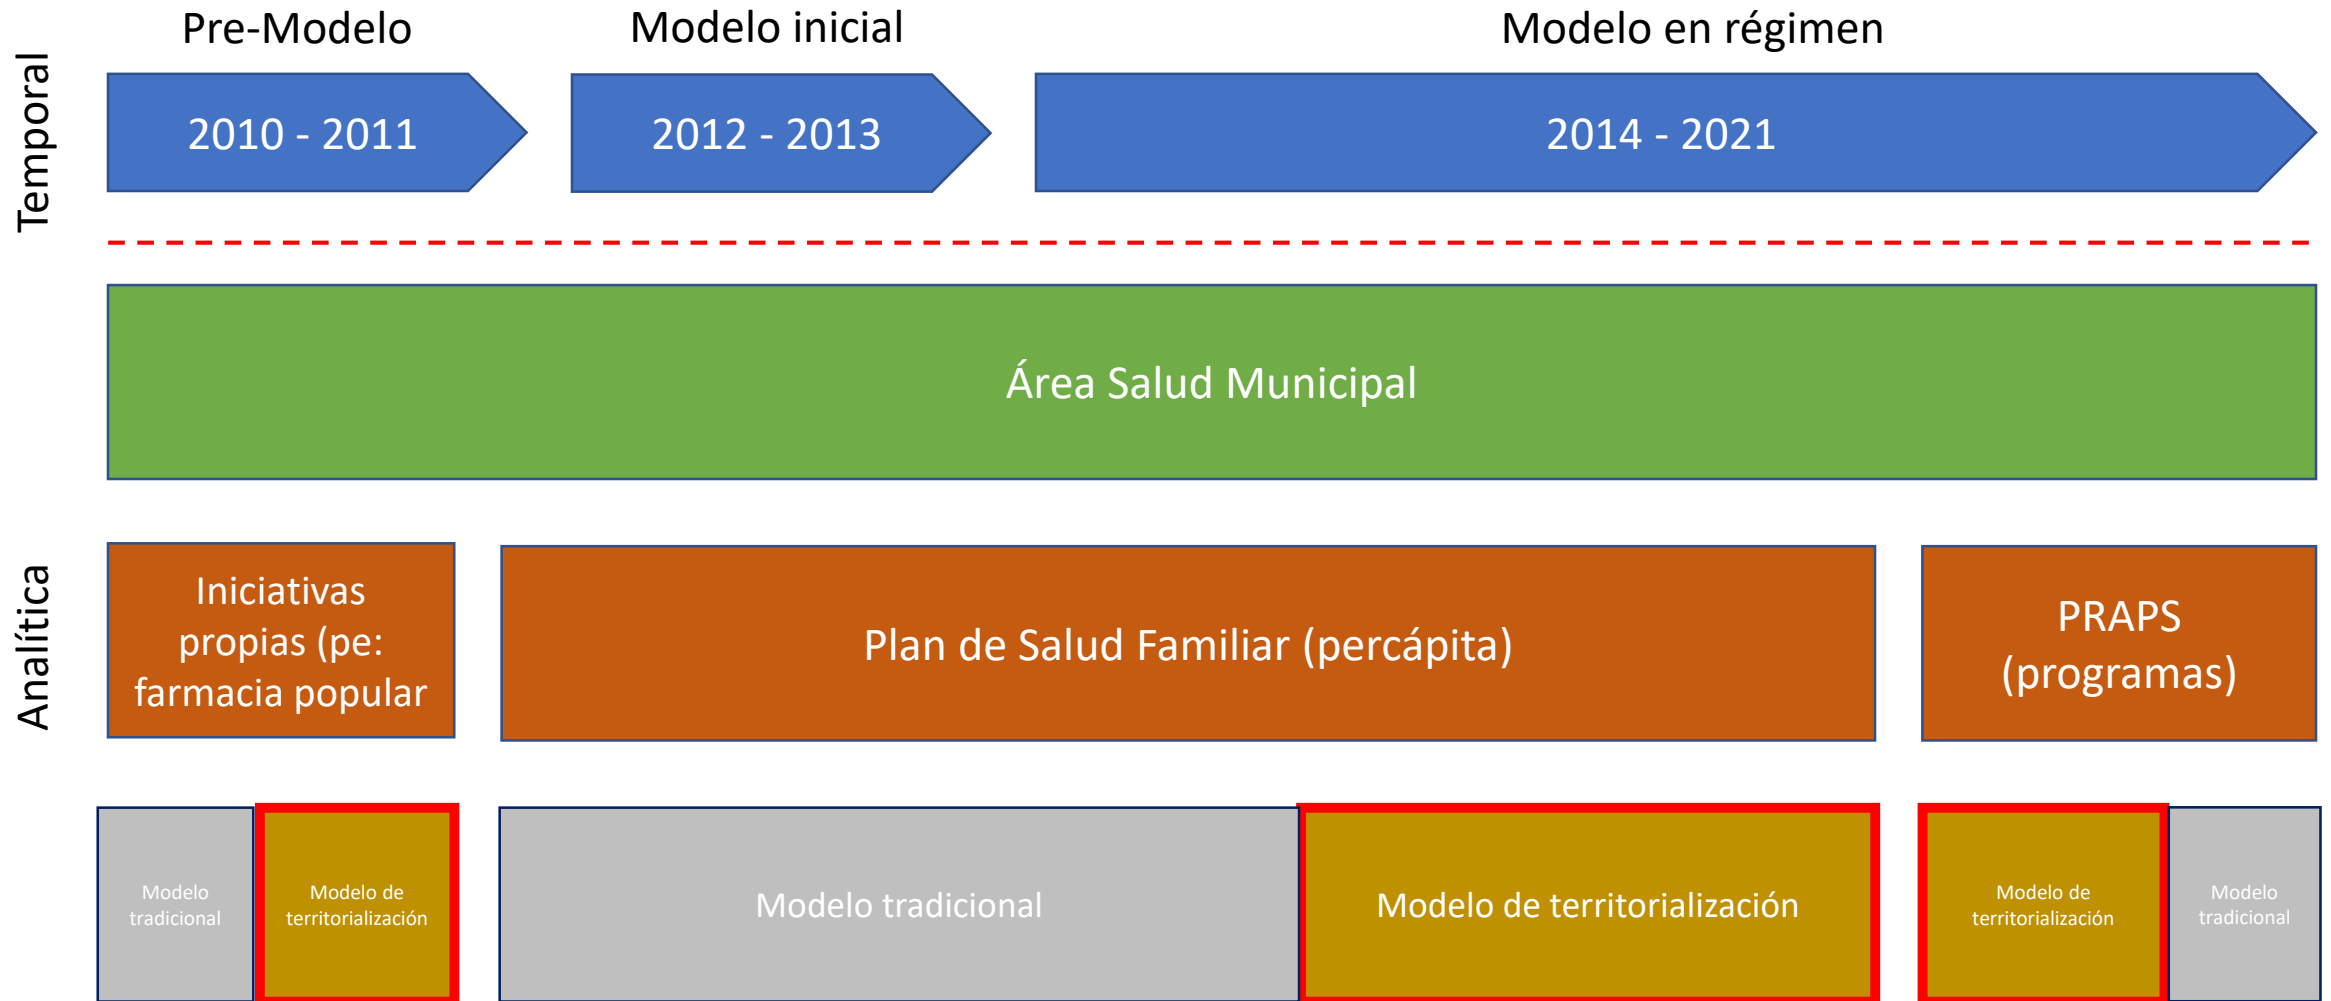 Pre-Modelo
Modelo inicial
Modelo en régimen
Temporal
2010 - 2011
2012 - 2013
2014 - 2021
Área Salud Municipal
Analítica
Iniciativas
propias (pe:
farmacia popular
Plan de Salud Familiar (percápita)
PRAPS
(programas)
Modelo
tradicional
Modelo de
territorialización
Modelo tradicional
Modelo de territorialización
Modelo de
territorialización
Modelo
tradicional